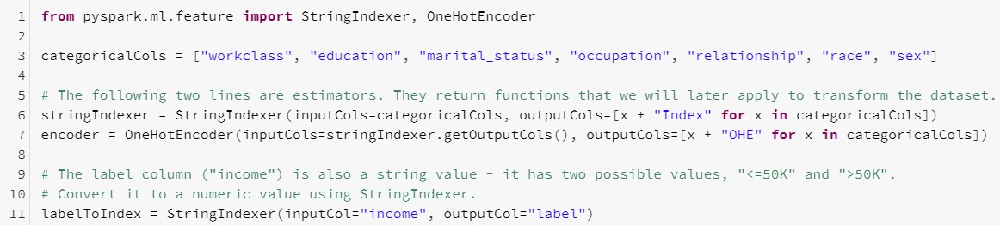 1 from pyspark.ml.feature import StringIndexer, OneHotEncoder
2
3 categoricalCols = ["workclass", "education", "marital_status", "occupation", "relationship", "race", "sex"]
4
5 # The following two lines are estimators. They return functions that we will later apply to transform the dataset.
6 stringIndexer = StringIndexer(inputCols=categoricalCols, outputCols=[x + "Index" for x in categoricalCols])
7 encoder = OneHotEncoder(inputCols=stringIndexer.getOutputCols(), outputCols=[x + "OHE" for x in categoricalCols])
8
9 # The label column ("income") is also a string value - it has two possible values, "<=50K" and ">50K".
10 # Convert it to a numeric value using StringIndexer.
11 labelToIndex = StringIndexer(inputCol="income", outputCol="label")